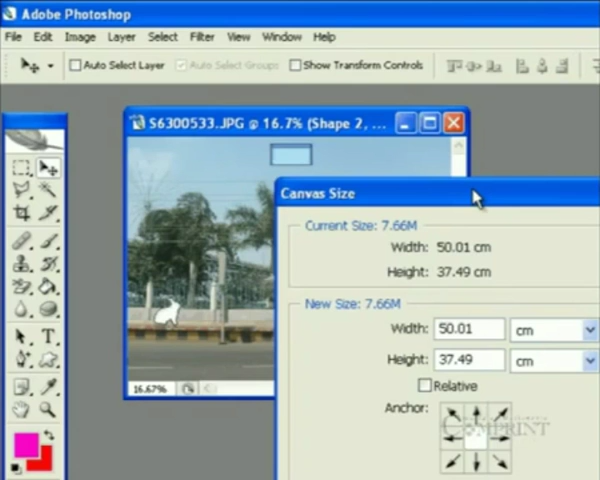 Adobe Photoshop
File Edit Image Layer Select Filter View Window Help
Auto Select Layer Auto Select Groups Show Transform Controls
S6300533.JPG @ 16.7% (Shape 2, ...
Canvas Size
Current Size: 7.66M
Width: 50.01 cm
Height: 37.49 cm
New Size: 7.66M
Width: 50.01 cm
Height: 37.49 cm
Relative
Anchor:
COMPRINT
16.67%
T